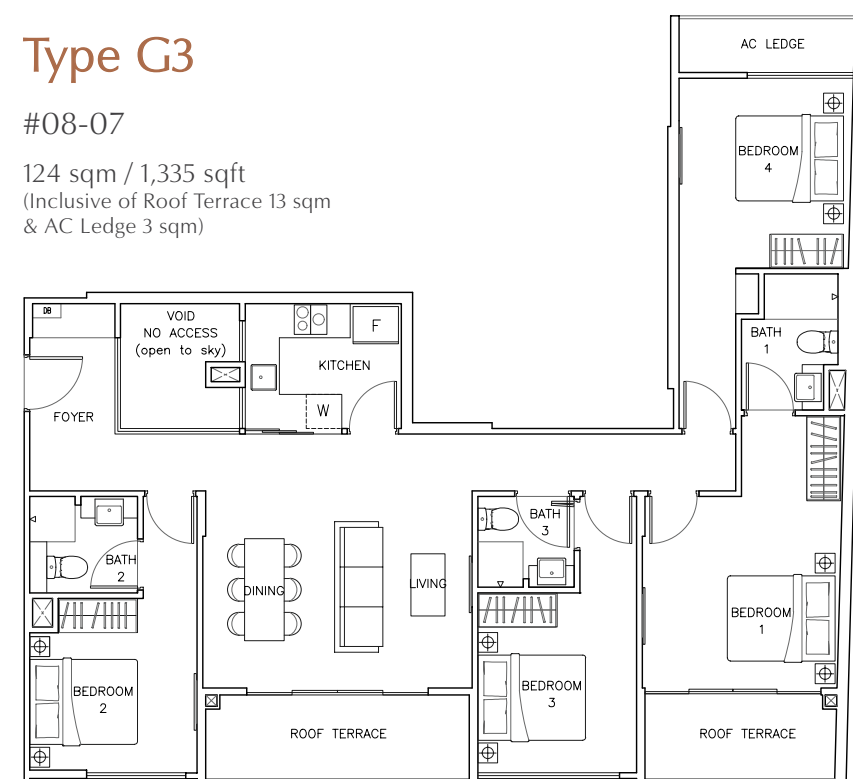 Type G3
#08-07
124 sqm / 1,335 sqft
(Inclusive of Roof Terrace 13 sqm
& AC Ledge 3 sqm)
AC LEDGE
BEDROOM
4
DB
VOID
NO ACCESS
(open to sky)
F
KITCHEN
W
FOYER
BATH
1
BATH
2
BATH
3
DINING
LIVING
BEDROOM
1
BEDROOM
2
BEDROOM
3
ROOF TERRACE
ROOF TERRACE